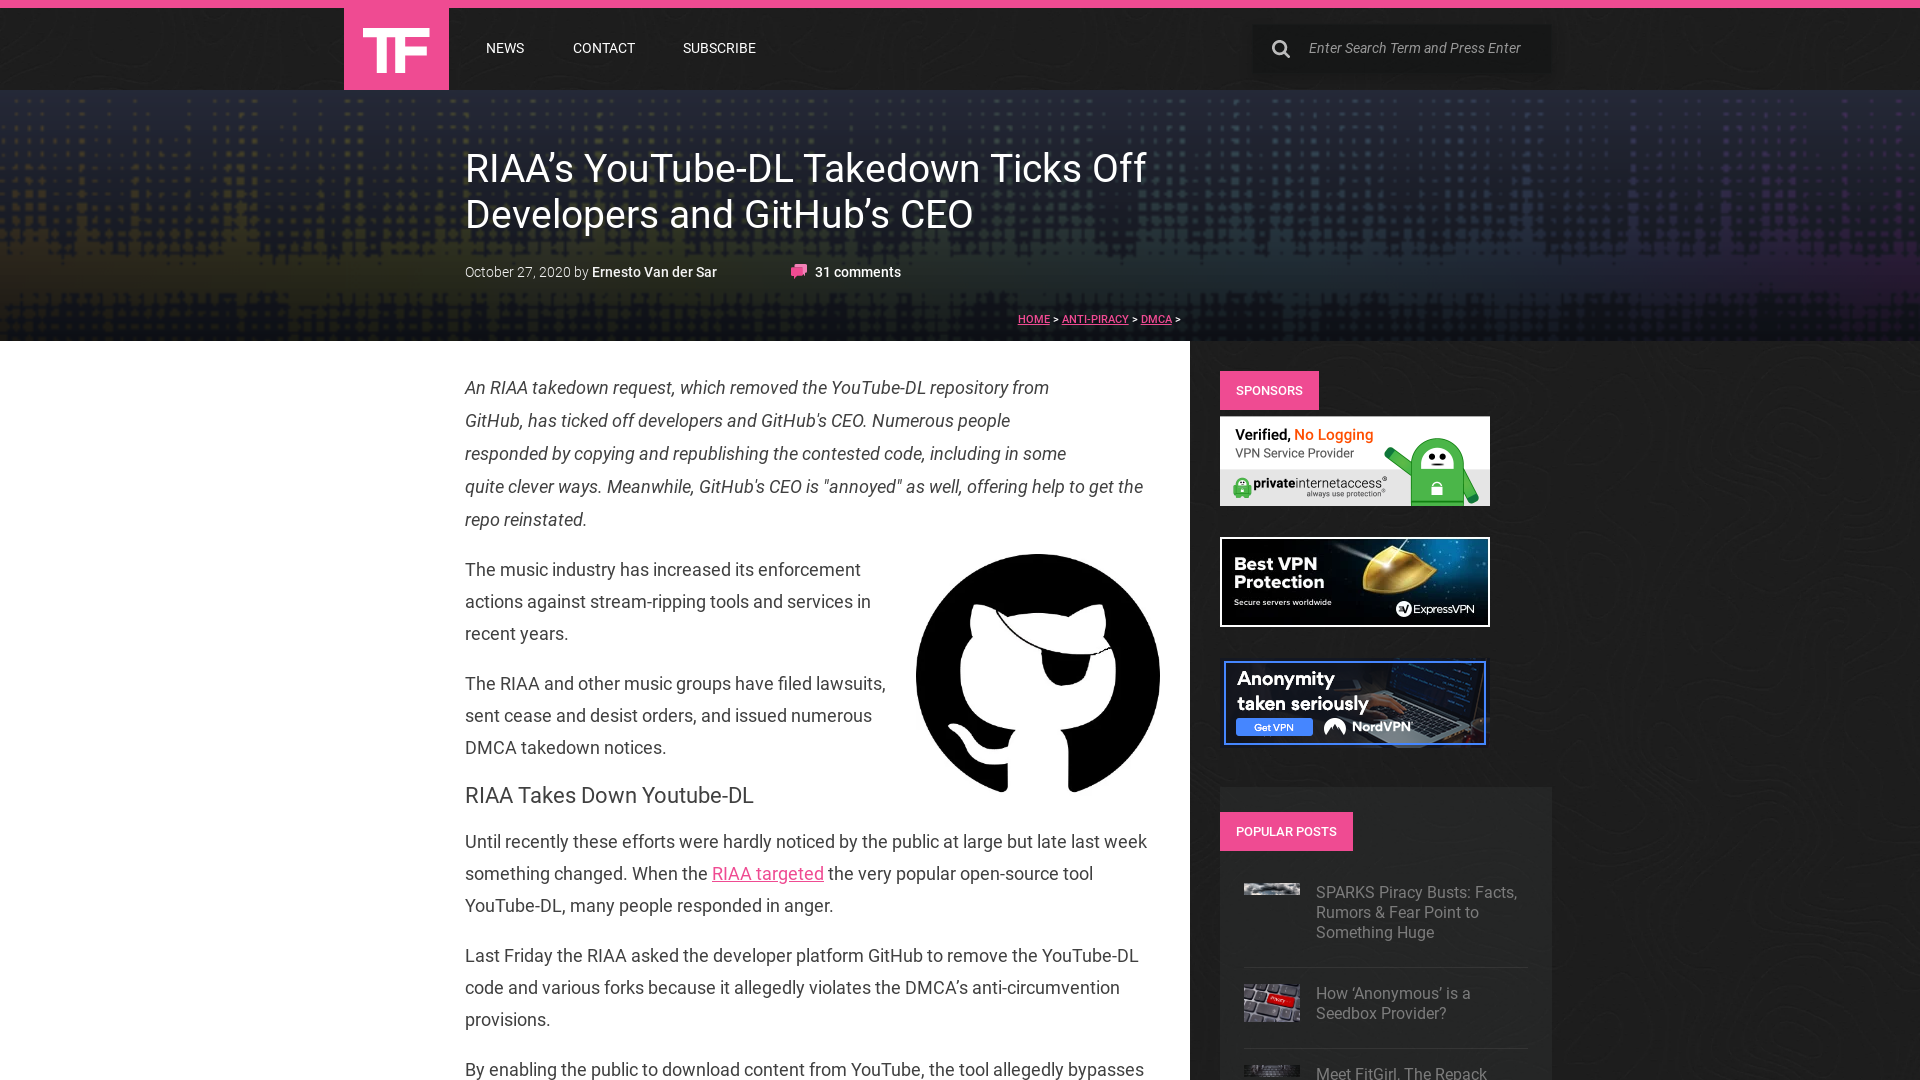 TF
NEWS
CONTACT
SUBSCRIBE
Enter Search Term and Press Enter
RIAA’s YouTube-DL Takedown Ticks Off
Developers and GitHub’s CEO
October 27, 2020 by Ernesto Van der Sar
31 comments
HOME > ANTI-PIRACY > DMCA >
An RIAA takedown request, which removed the YouTube-DL repository from
GitHub, has ticked off developers and GitHub's CEO. Numerous people
responded by copying and republishing the contested code, including in some
quite clever ways. Meanwhile, GitHub's CEO is "annoyed" as well, offering help to get the
repo reinstated.
The music industry has increased its enforcement
actions against stream-ripping tools and services in
recent years.
The RIAA and other music groups have filed lawsuits,
sent cease and desist orders, and issued numerous
DMCA takedown notices.
RIAA Takes Down Youtube-DL
Until recently these efforts were hardly noticed by the public at large but late last week
something changed. When the RIAA targeted the very popular open-source tool
YouTube-DL, many people responded in anger.
Last Friday the RIAA asked the developer platform GitHub to remove the YouTube-DL
code and various forks because it allegedly violates the DMCA’s anti-circumvention
provisions.
By enabling the public to download content from YouTube, the tool allegedly bypasses
SPONSORS
Verified, No Logging
VPN Service Provider
privateinternetaccess®
always use protection®
Best VPN
Protection
Secure servers worldwide
ExpressVPN
Anonymity
taken seriously
Get VPN
NordVPN
POPULAR POSTS
SPARKS Piracy Busts: Facts,
Rumors & Fear Point to
Something Huge
How ‘Anonymous’ is a
Seedbox Provider?
Meet FitGirl, The Repack